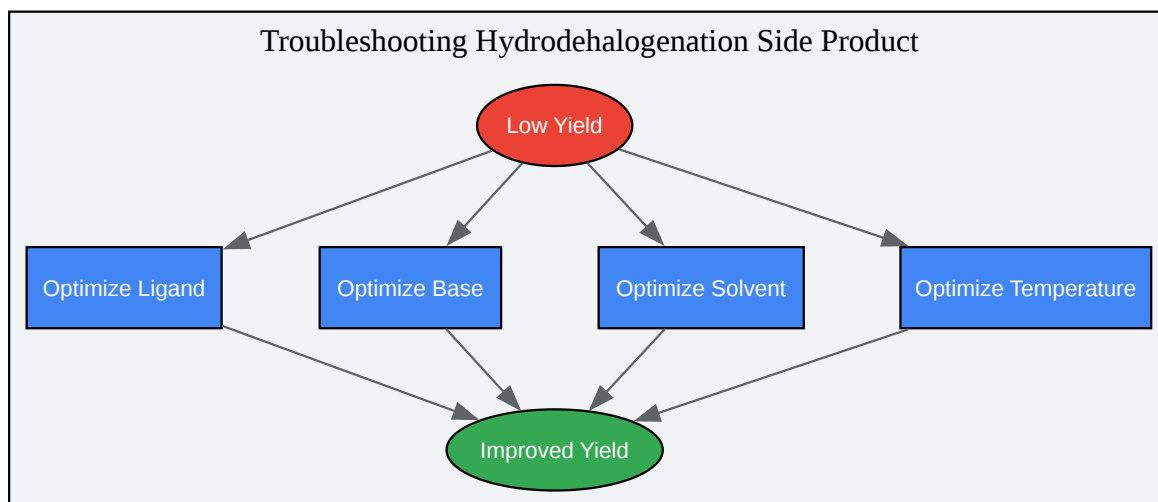 Troubleshooting Hydrodehalogenation Side Product
Low Yield
Optimize Ligand
Optimize Base
Optimize Solvent
Optimize Temperature
Improved Yield